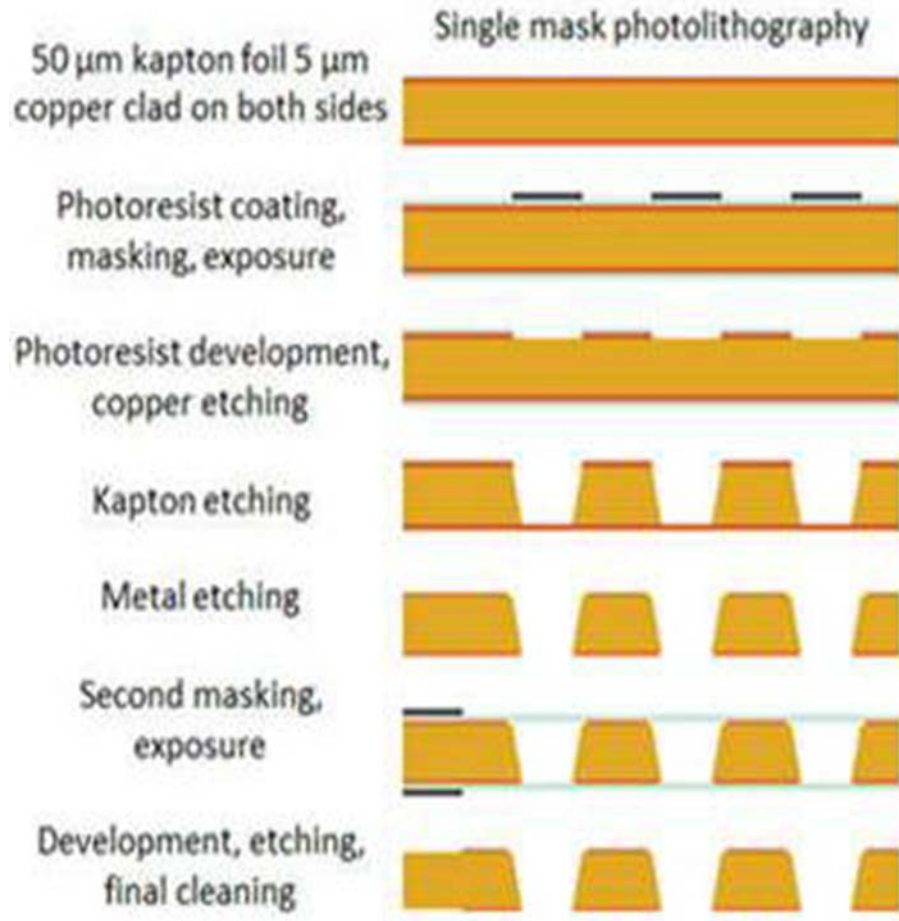 Single mask photolithography
50 µm kapton foil 5 µm
copper clad on both sides
Photoresist coating,
masking, exposure
Photoresist development,
copper etching
Kapton etching
Metal etching
Second masking,
exposure
Development, etching,
final cleaning